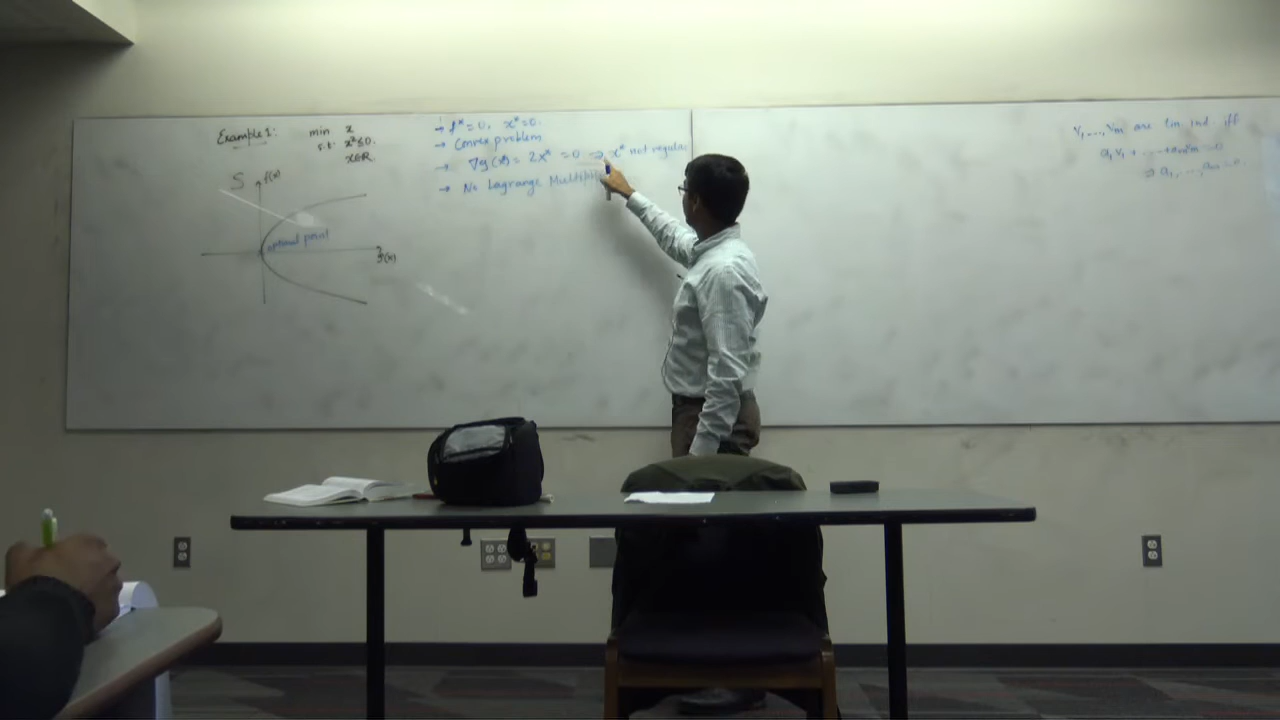 Example 1: min x
s.t. x² ≤ 0.
x∈R.
S f(x)
optimal point
g(x)
→ f* = 0, x* = 0.
→ Convex problem
→ ∇g(x*) = 2x* = 0 ⇒ x* not regular
→ No Lagrange
v₁, ..., vₘ are lin. ind iff
a₁v₁ + ... + aₘvₘ = 0
⇒ a₁, ..., aₘ = 0.